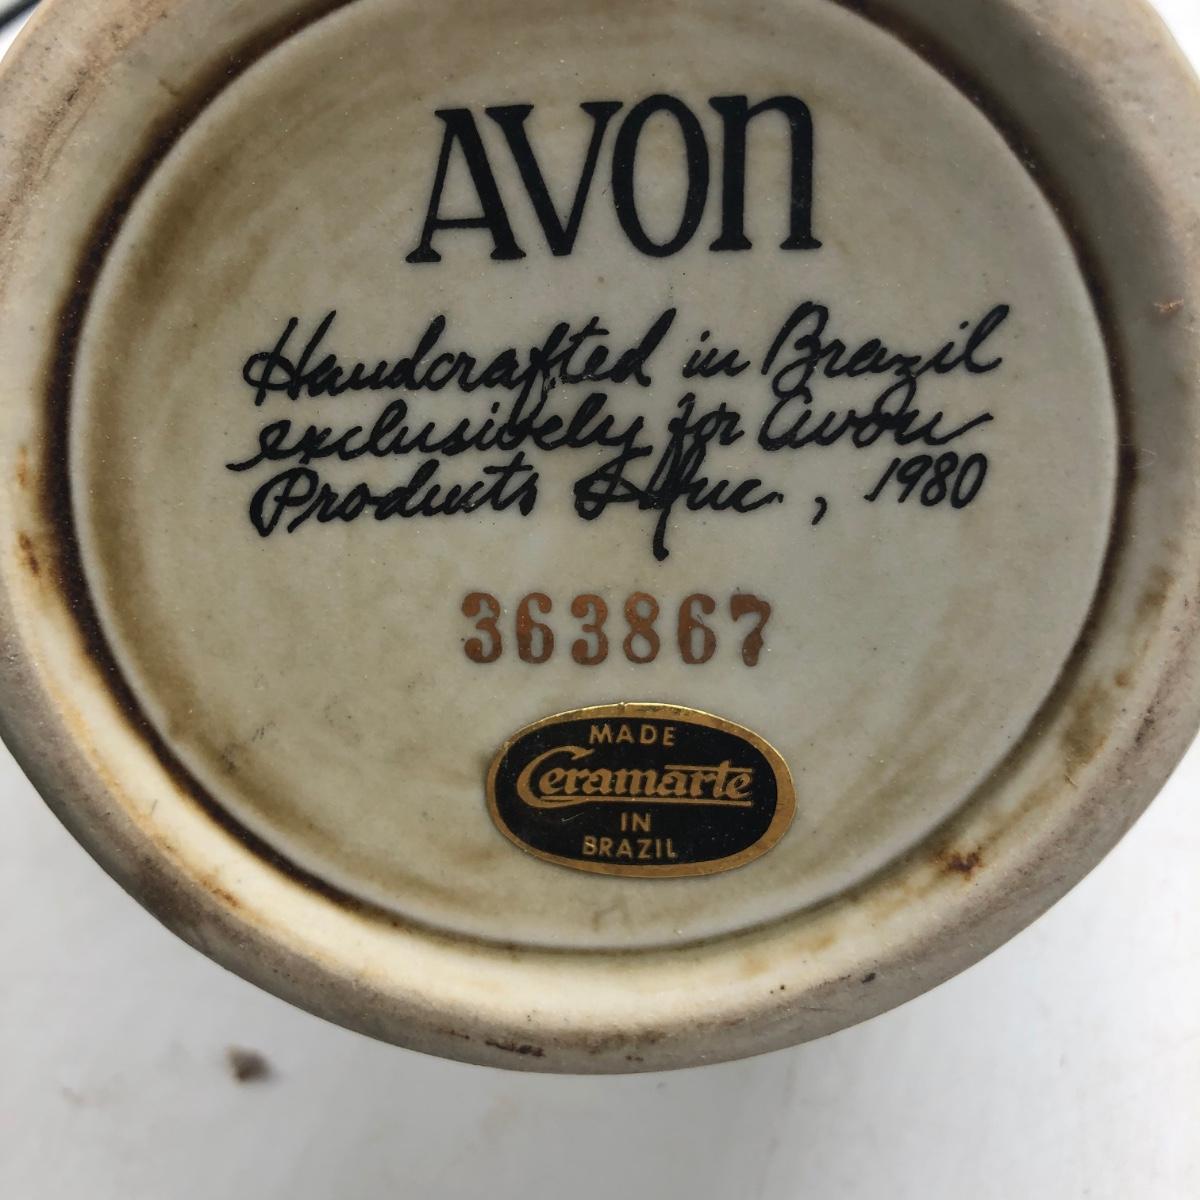 AVON
Handcrafted in Brazil
exclusively for Avon
Products Inc., 1980
363867
MADE
Ceramarte
IN
BRAZIL